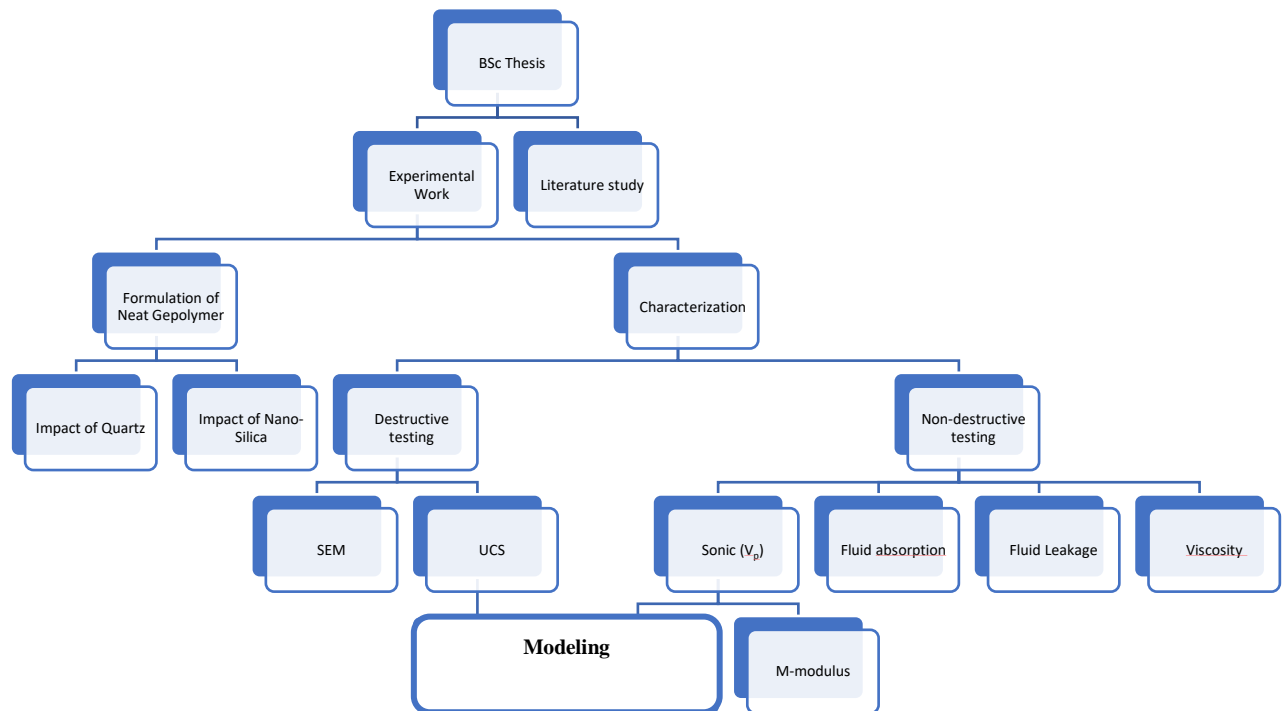 BSc Thesis
Experimental
Work
Literature study
Formulation of
Neat Gepolymer
Characterization
Impact of Quartz
Impact of Nano-
Silica
Destructive
testing
Non-destructive
testing
SEM
UCS
Sonic (Vp)
Fluid absorption
Fluid Leakage
Viscosity
Modeling
M-modulus